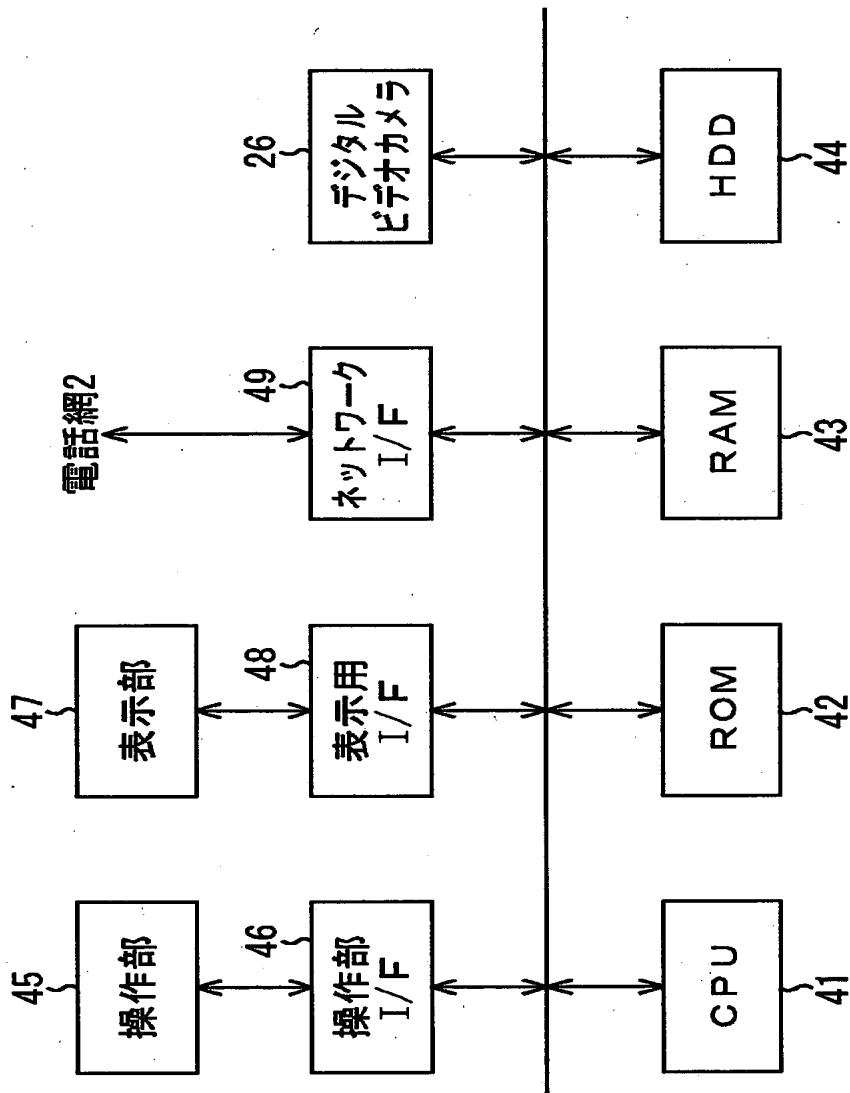 電話網2
45
47
操作部
表示部
46
48
49
26
操作部
I/F
表示用
I/F
ネットワーク
I/F
デジタル
ビデオカメラ
CPU
ROM
RAM
HDD
41
42
43
44